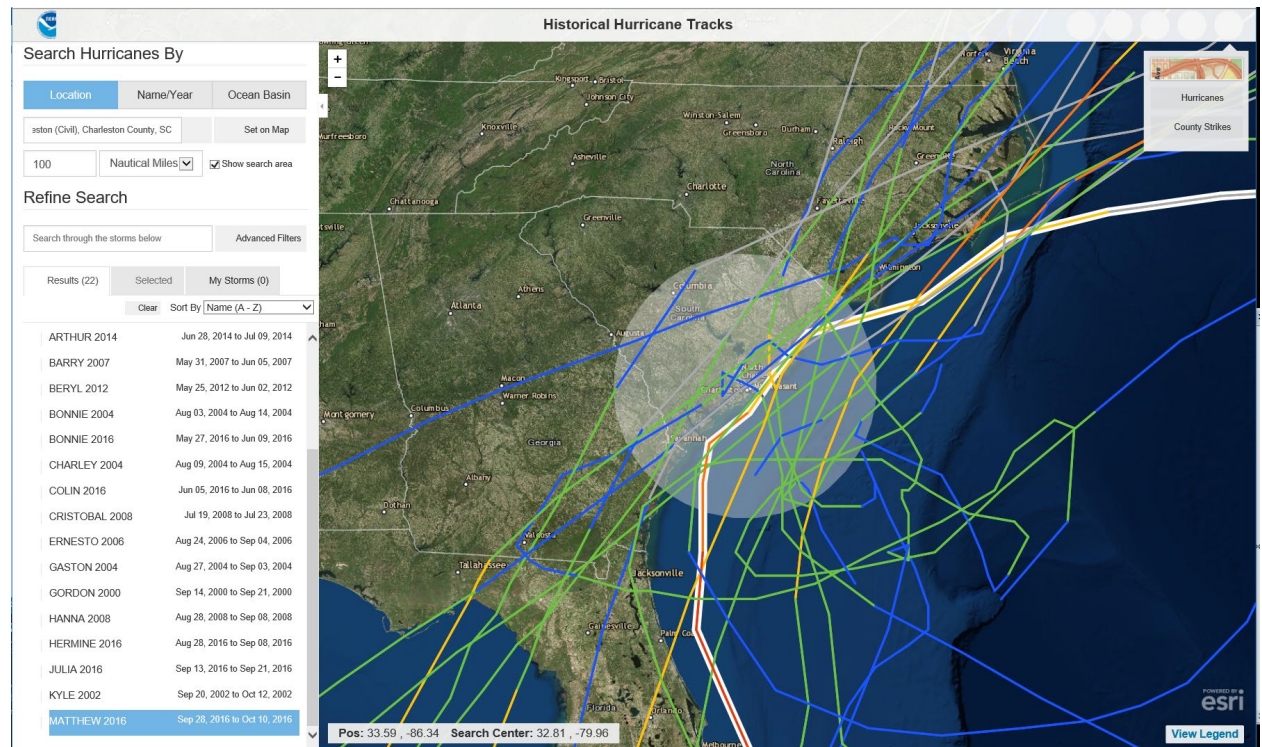 Historical Hurricane Tracks
Search Hurricanes By
Location Name/Year Ocean Basin
eston (Civil), Charleston County, SC Set on Map
100 Nautical Miles Show search area
Refine Search
Search through the storms below Advanced Filters
Results (22) Selected My Storms (0)
Clear Sort By Name (A - Z)
ARTHUR 2014 Jun 28, 2014 to Jul 09, 2014
BARRY 2007 May 31, 2007 to Jun 05, 2007
BERYL 2012 May 25, 2012 to Jun 02, 2012
BONNIE 2004 Aug 03, 2004 to Aug 14, 2004
BONNIE 2016 May 27, 2016 to Jun 09, 2016
CHARLEY 2004 Aug 09, 2004 to Aug 15, 2004
COLIN 2016 Jun 05, 2016 to Jun 08, 2016
CRISTOBAL 2008 Jul 19, 2008 to Jul 23, 2008
ERNESTO 2006 Aug 24, 2006 to Sep 04, 2006
GASTON 2004 Aug 27, 2004 to Sep 03, 2004
GORDON 2000 Sep 14, 2000 to Sep 21, 2000
HANNA 2008 Aug 28, 2008 to Sep 08, 2008
HERMINE 2016 Aug 28, 2016 to Sep 08, 2016
JULIA 2016 Sep 13, 2016 to Sep 21, 2016
KYLE 2002 Sep 20, 2002 to Oct 12, 2002
MATTHEW 2016 Sep 28, 2016 to Oct 10, 2016
+
−
Hurricanes
County Strikes
Norfolk
Virginia
Beach
Kingsport
Bristol
Johnson City
Winston-Salem
Greensboro
Durham
Raleigh
Rocky Mount
Knoxville
Greenville
murfreesboro
Asheville
North
Carolina
Charlotte
Fayetteville
Chattanooga
Greenville
Jacksonville
Wilmington
Columbia
South
Carolina
Athens
Atlanta
Augusta
Macon
Warner Robins
Columbus
Montgomery
Georgia
Savannah
Albany
Dothan
Valdosta
Tallahassee
Jacksonville
Gainesville
Palm Coast
Florida
Orlando
Melbourne
Pos: 33.59 , -86.34 Search Center: 32.81 , -79.96
POWERED BY
esri
View Legend